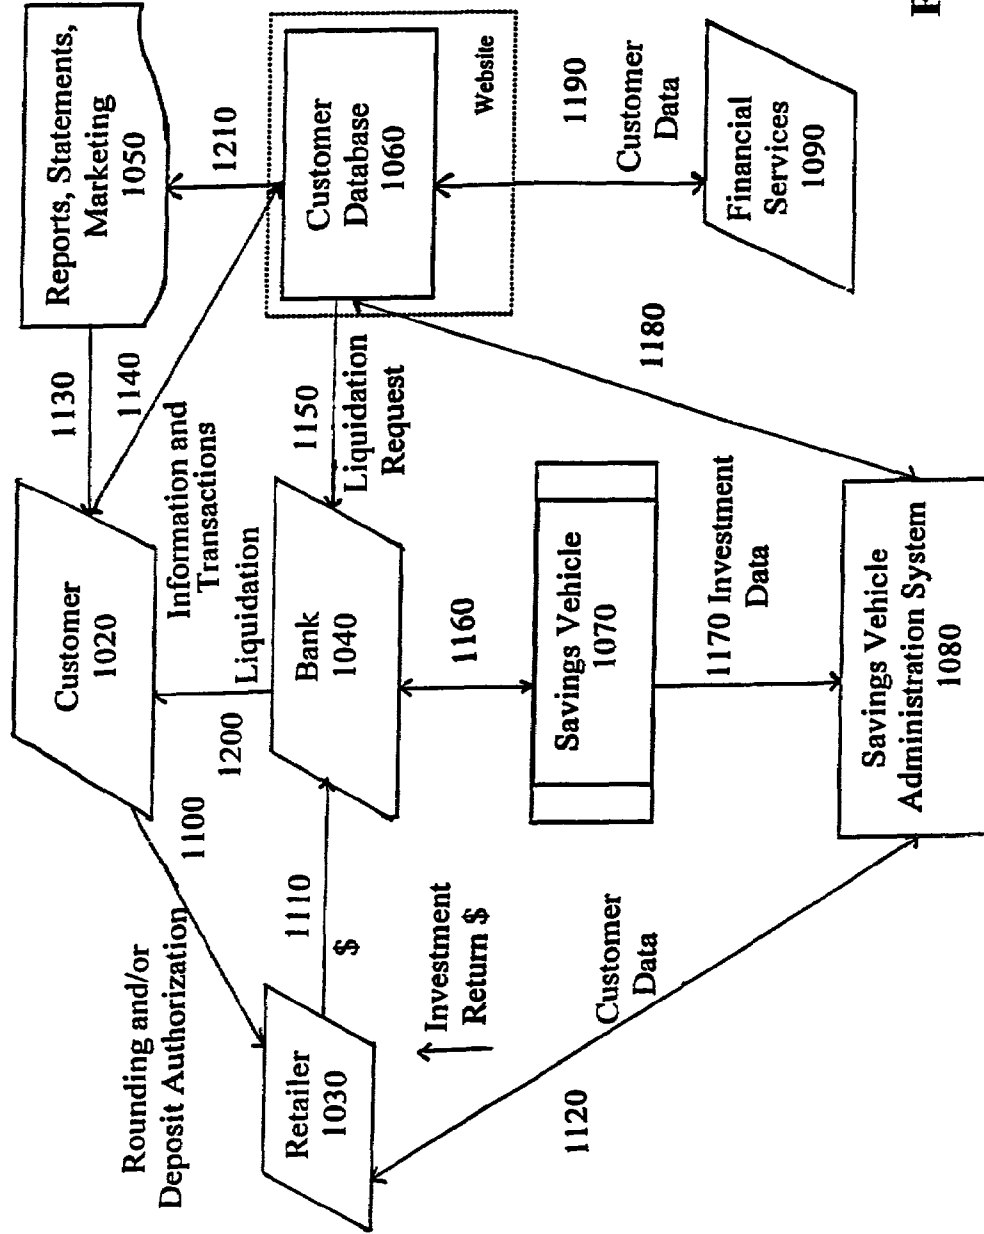 Rounding and/or
Deposit Authorization
1100
Customer
1020
1130
1140
Information and
Transactions
Reports, Statements,
Marketing
1050
1210
Retailer
1030
1110
$
1200
Liquidation
Bank
1040
1150
Liquidation
Request
Customer
Database
1060
Website
Investment
Return $
1160
Savings Vehicle
1070
1190
Customer
Data
1120
Customer
Data
1170 Investment
Data
1180
Financial
Services
1090
Savings Vehicle
Administration System
1080